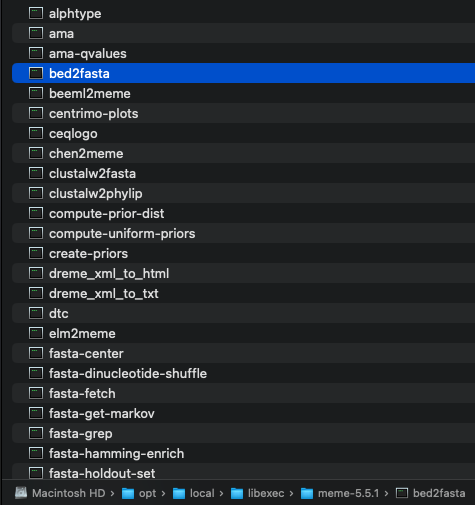 alphtype
ama
ama-qvalues
bed2fasta
beeml2meme
centrimo-plots
ceqlogo
chen2meme
clustalw2fasta
clustalw2phylip
compute-prior-dist
compute-uniform-priors
create-priors
dreme_xml_to_html
dreme_xml_to_txt
dtc
elm2meme
fasta-center
fasta-dinucleotide-shuffle
fasta-fetch
fasta-get-markov
fasta-grep
fasta-hamming-enrich
fasta-holdout-set
Macintosh HD › opt › local › libexec › meme-5.5.1 › bed2fasta